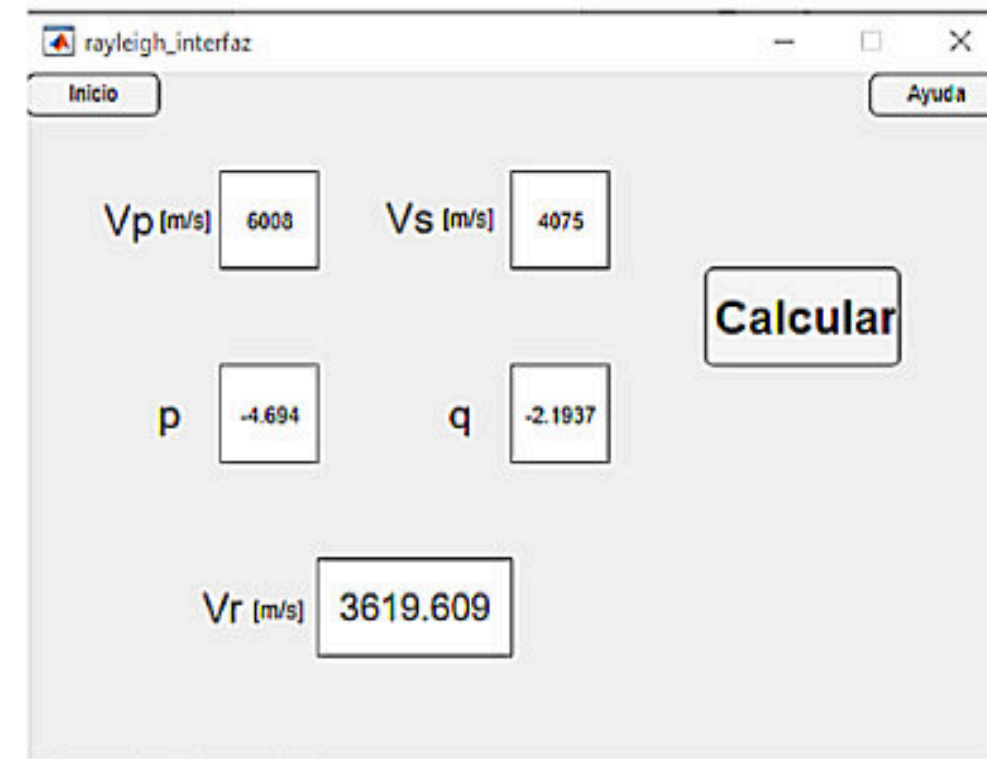 rayleigh_interfaz
Inicio Ayuda
Vp [m/s] 6008 Vs [m/s] 4075
Calcular
p -4.694 q -2.1937
Vr [m/s] 3619.609